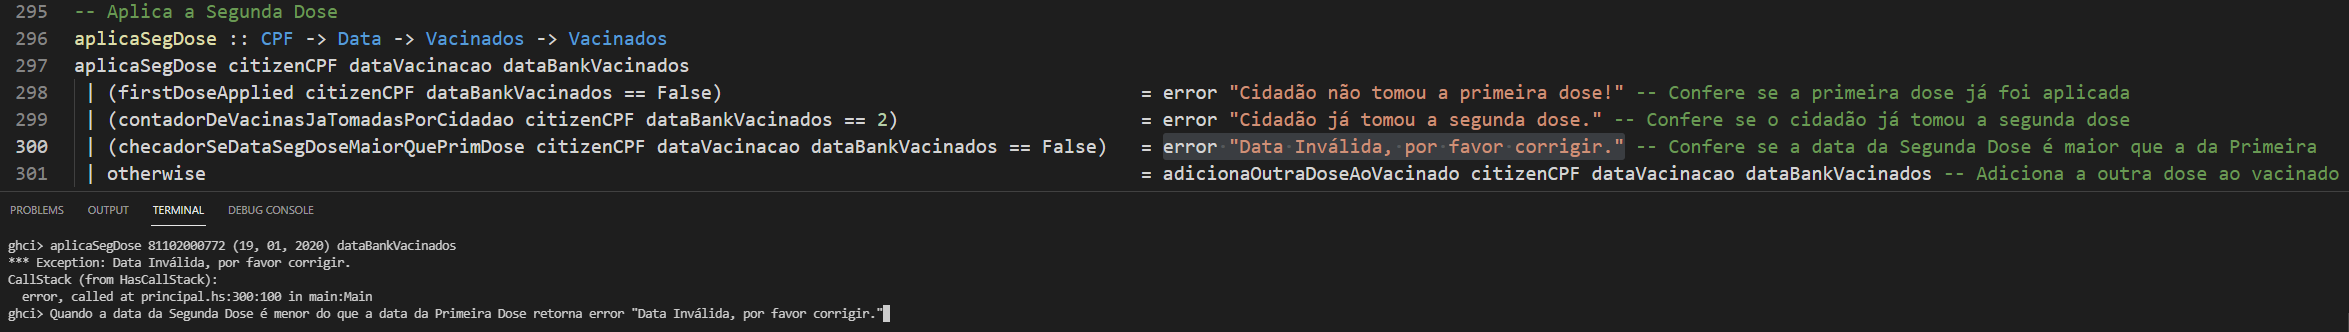 295 -- Aplica a Segunda Dose
296 aplicaSegDose :: CPF -> Data -> Vacinados -> Vacinados
297 aplicaSegDose citizenCPF dataVacinacao dataBankVacinados
298 | (firstDoseApplied citizenCPF dataBankVacinados == False) = error "Cidadão não tomou a primeira dose!" -- Confere se a primeira dose já foi aplicada
299 | (contadorDeVacinasJaTomadasPorCidadao citizenCPF dataBankVacinados == 2) = error "Cidadão já tomou a segunda dose." -- Confere se o cidadão já tomou a segunda dose
300 | (checadorSeDataSegDoseMaiorQuePrimDose citizenCPF dataVacinacao dataBankVacinados == False) = error "Data Inválida, por favor corrigir." -- Confere se a data da Segunda Dose é maior que a da Primeira
301 | otherwise = adicionaOutraDoseAoVacinado citizenCPF dataVacinacao dataBankVacinados -- Adiciona a outra dose ao vacinado
PROBLEMS OUTPUT TERMINAL DEBUG CONSOLE
ghci> aplicaSegDose 81102000772 (19, 01, 2020) dataBankVacinados
*** Exception: Data Inválida, por favor corrigir.
CallStack (from HasCallStack):
error, called at principal.hs:300:100 in main:Main
ghci> Quando a data da Segunda Dose é menor do que a data da Primeira Dose retorna error "Data Inválida, por favor corrigir."